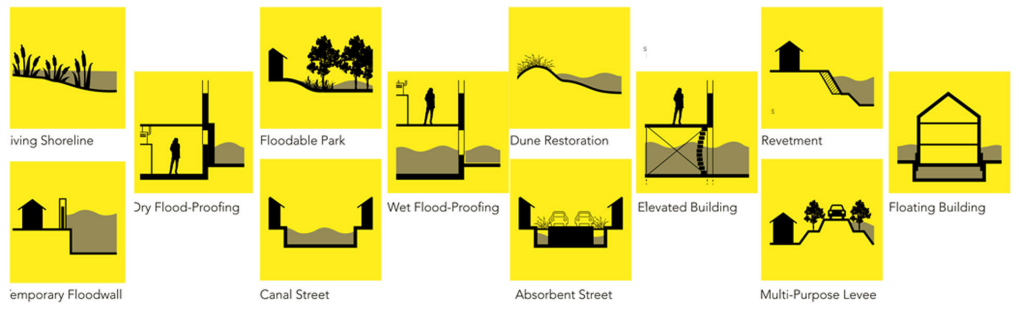 iving Shoreline
Floodable Park
Dune Restoration
Revetment
Dry Flood-Proofing
Wet Flood-Proofing
Elevated Building
Floating Building
emporary Floodwall
Canal Street
Absorbent Street
Multi-Purpose Levee
s
s